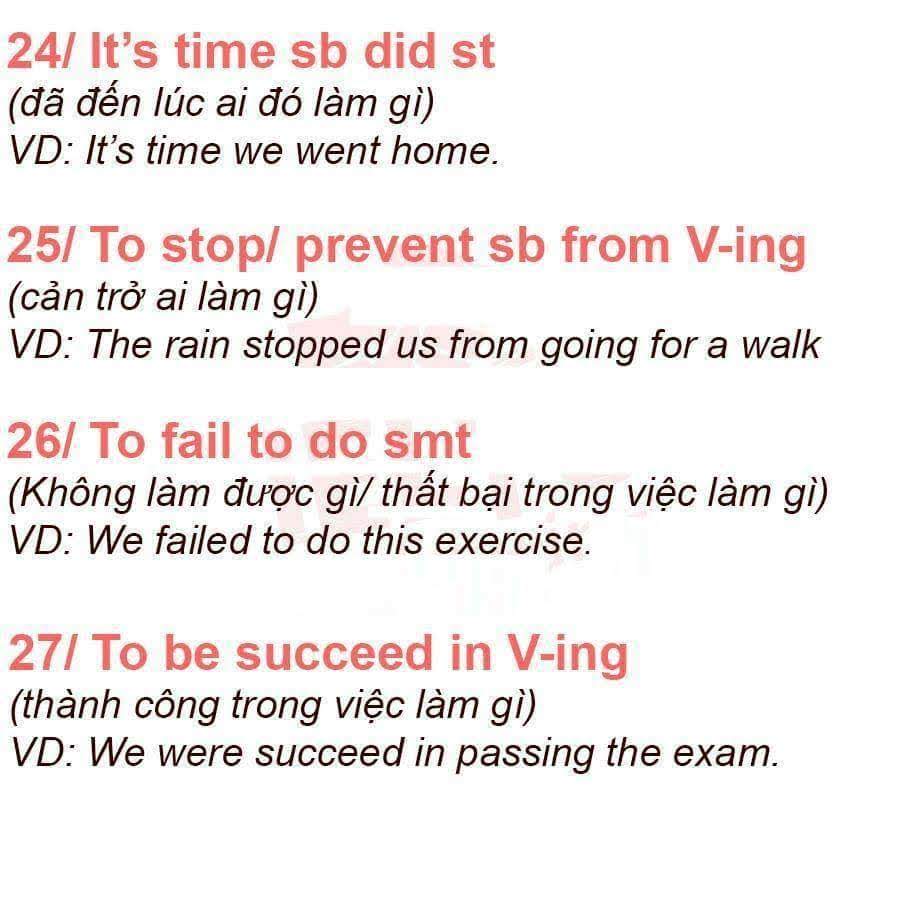 24/ It’s time sb did st
(đã đến lúc ai đó làm gì)
VD: It’s time we went home.
25/ To stop/ prevent sb from V-ing
(cản trở ai làm gì)
VD: The rain stopped us from going for a walk
26/ To fail to do smt
(Không làm được gì/ thất bại trong việc làm gì)
VD: We failed to do this exercise.
27/ To be succeed in V-ing
(thành công trong việc làm gì)
VD: We were succeed in passing the exam.